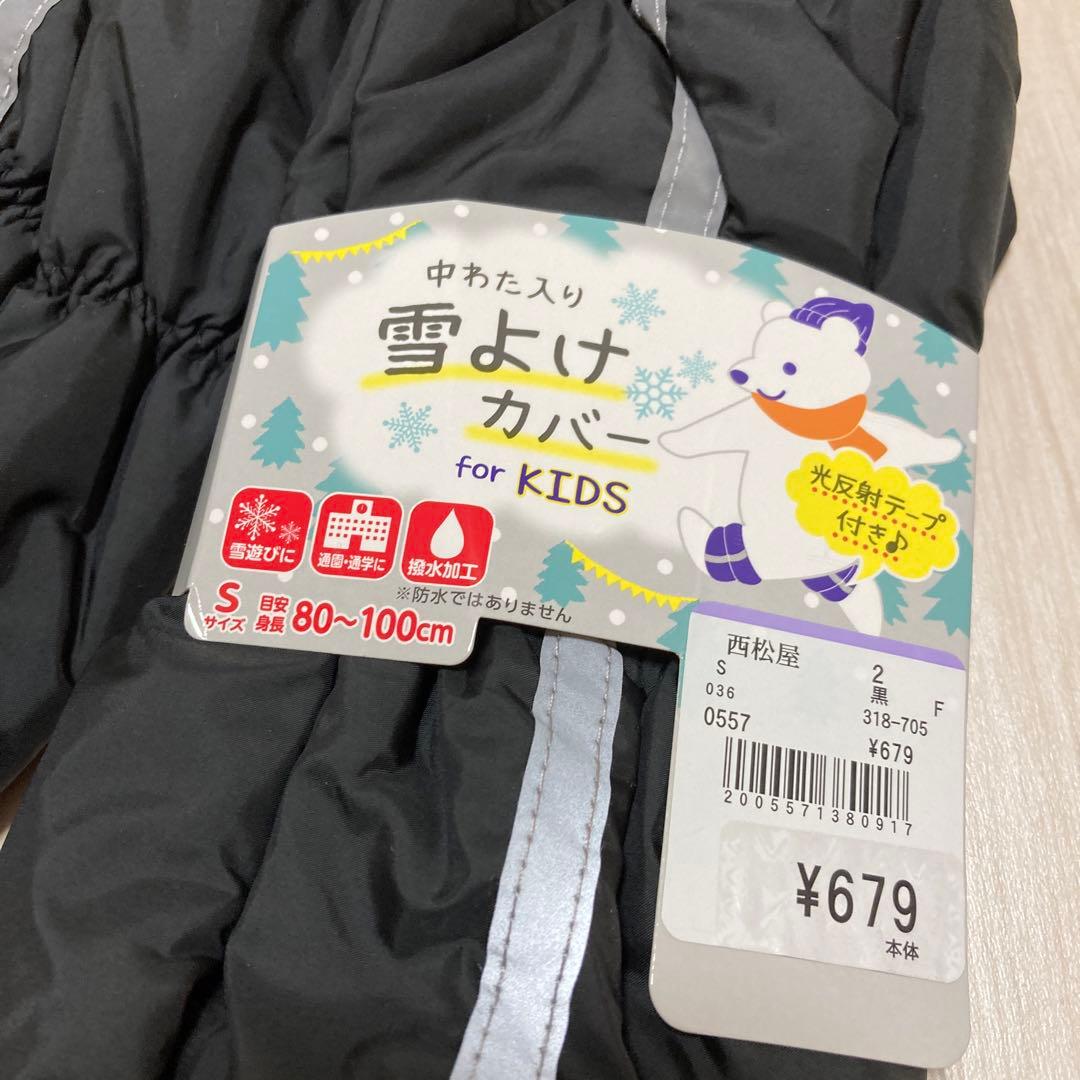 中わた入り
雪よけ
カバー
for KIDS
光反射テープ
付き♪
雪遊びに
通園・通学に
撥水加工
※防水ではありません
Sサイズ 目安身長 80～100cm
西松屋 2
S 黒 F
036 318-705
0557 ¥679
2005571380917
¥679
本体